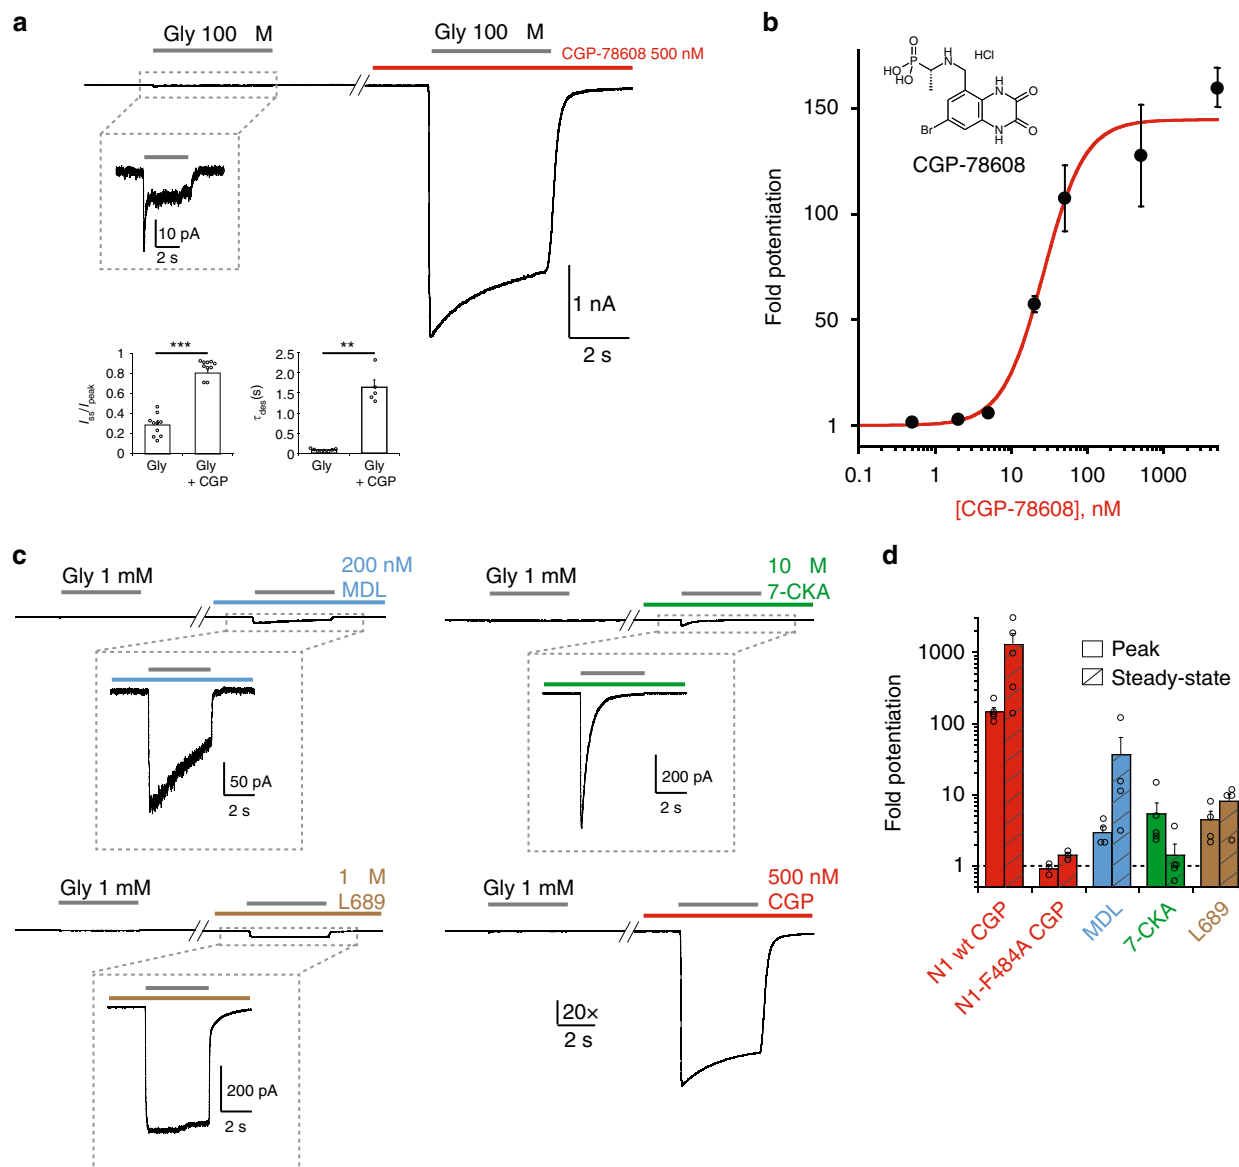 a
Gly 100 M
Gly 100 M
CGP-78608 500 nM
10 pA
2 s
1 nA
2 s
***
1
0.8
0.6
0.4
0.2
0
Iss/Ipeak
Gly
Gly
+ CGP
**
2.5
2.0
1.5
1.0
0.5
0
τdes(s)
Gly
Gly
+ CGP
b
O
HO
P
HO
H
N
HCl
H
N
O
O
N
H
Br
CGP-78608
150
100
50
1
Fold potentiation
0.1
1
10
100
1000
[CGP-78608], nM
c
Gly 1 mM
200 nM
MDL
50 pA
2 s
10 M
7-CKA
Gly 1 mM
200 pA
2 s
Gly 1 mM
1 M
L689
200 pA
2 s
Gly 1 mM
500 nM
CGP
20×
2 s
d
Peak
Steady-state
1000
100
10
1
Fold potentiation
N1 wt CGP
N1-F484A CGP
MDL
7-CKA
L689